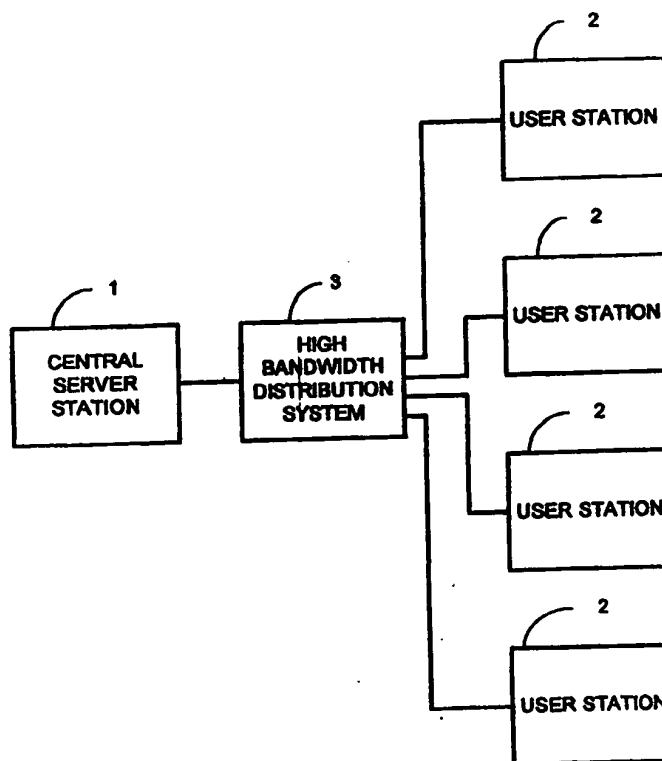 2
USER STATION
2
USER STATION
1
CENTRAL
SERVER
STATION
3
HIGH
BANDWIDTH
DISTRIBUTION
SYSTEM
2
USER STATION
2
USER STATION